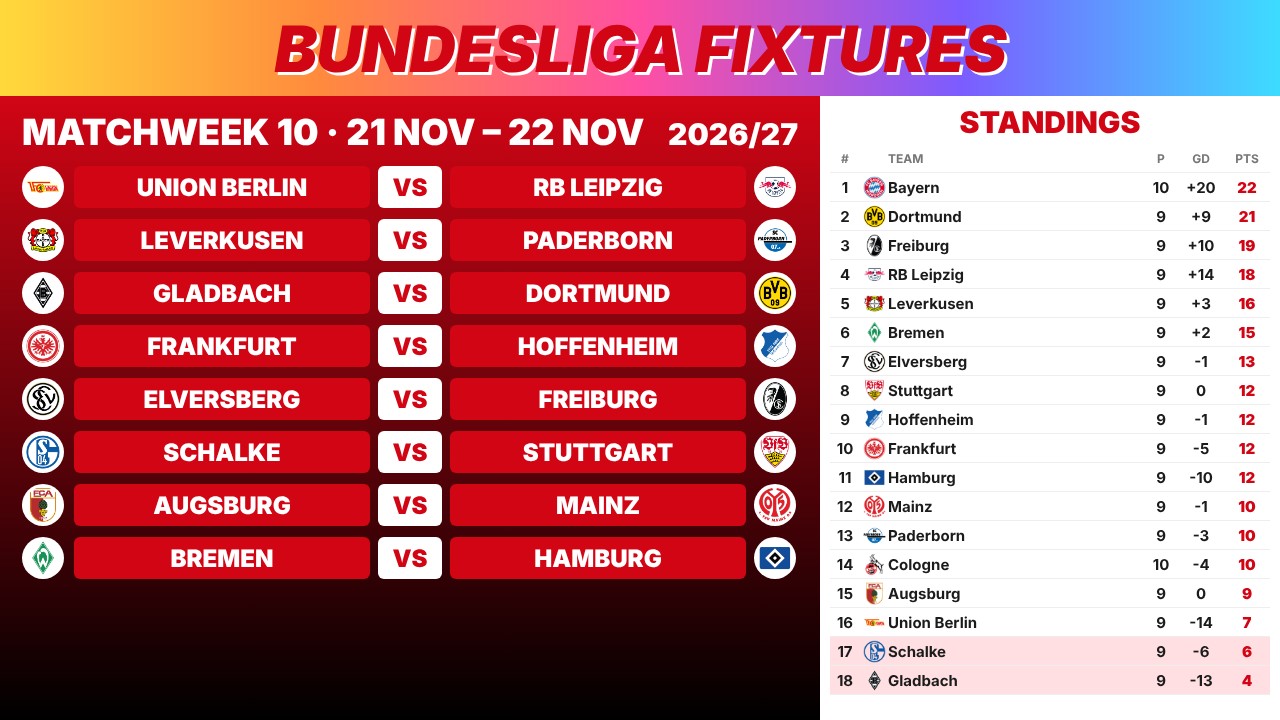 BUNDESLIGA FIXTURES
MATCHWEEK 10 · 21 NOV – 22 NOV 2026/27
UNION BERLIN VS RB LEIPZIG
LEVERKUSEN VS PADERBORN
GLADBACH VS DORTMUND
FRANKFURT VS HOFFENHEIM
ELVERSBERG VS FREIBURG
SCHALKE VS STUTTGART
AUGSBURG VS MAINZ
BREMEN VS HAMBURG
STANDINGS
# TEAM P GD PTS
1 Bayern 10 +20 22
2 Dortmund 9 +9 21
3 Freiburg 9 +10 19
4 RB Leipzig 9 +14 18
5 Leverkusen 9 +3 16
6 Bremen 9 +2 15
7 Elversberg 9 -1 13
8 Stuttgart 9 0 12
9 Hoffenheim 9 -1 12
10 Frankfurt 9 -5 12
11 Hamburg 9 -10 12
12 Mainz 9 -1 10
13 Paderborn 9 -3 10
14 Cologne 10 -4 10
15 Augsburg 9 0 9
16 Union Berlin 9 -14 7
17 Schalke 9 -6 6
18 Gladbach 9 -13 4